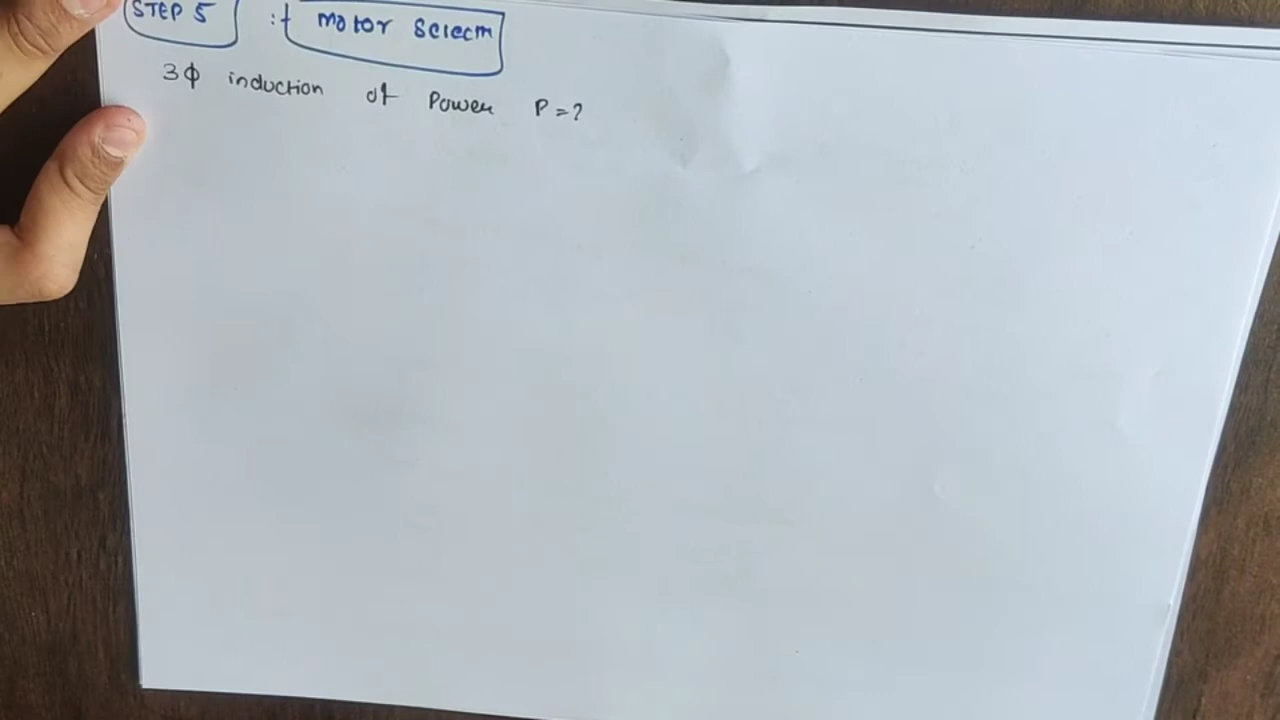 STEP 5 :- Motor Selecm
3ϕ induction of Power P = ?